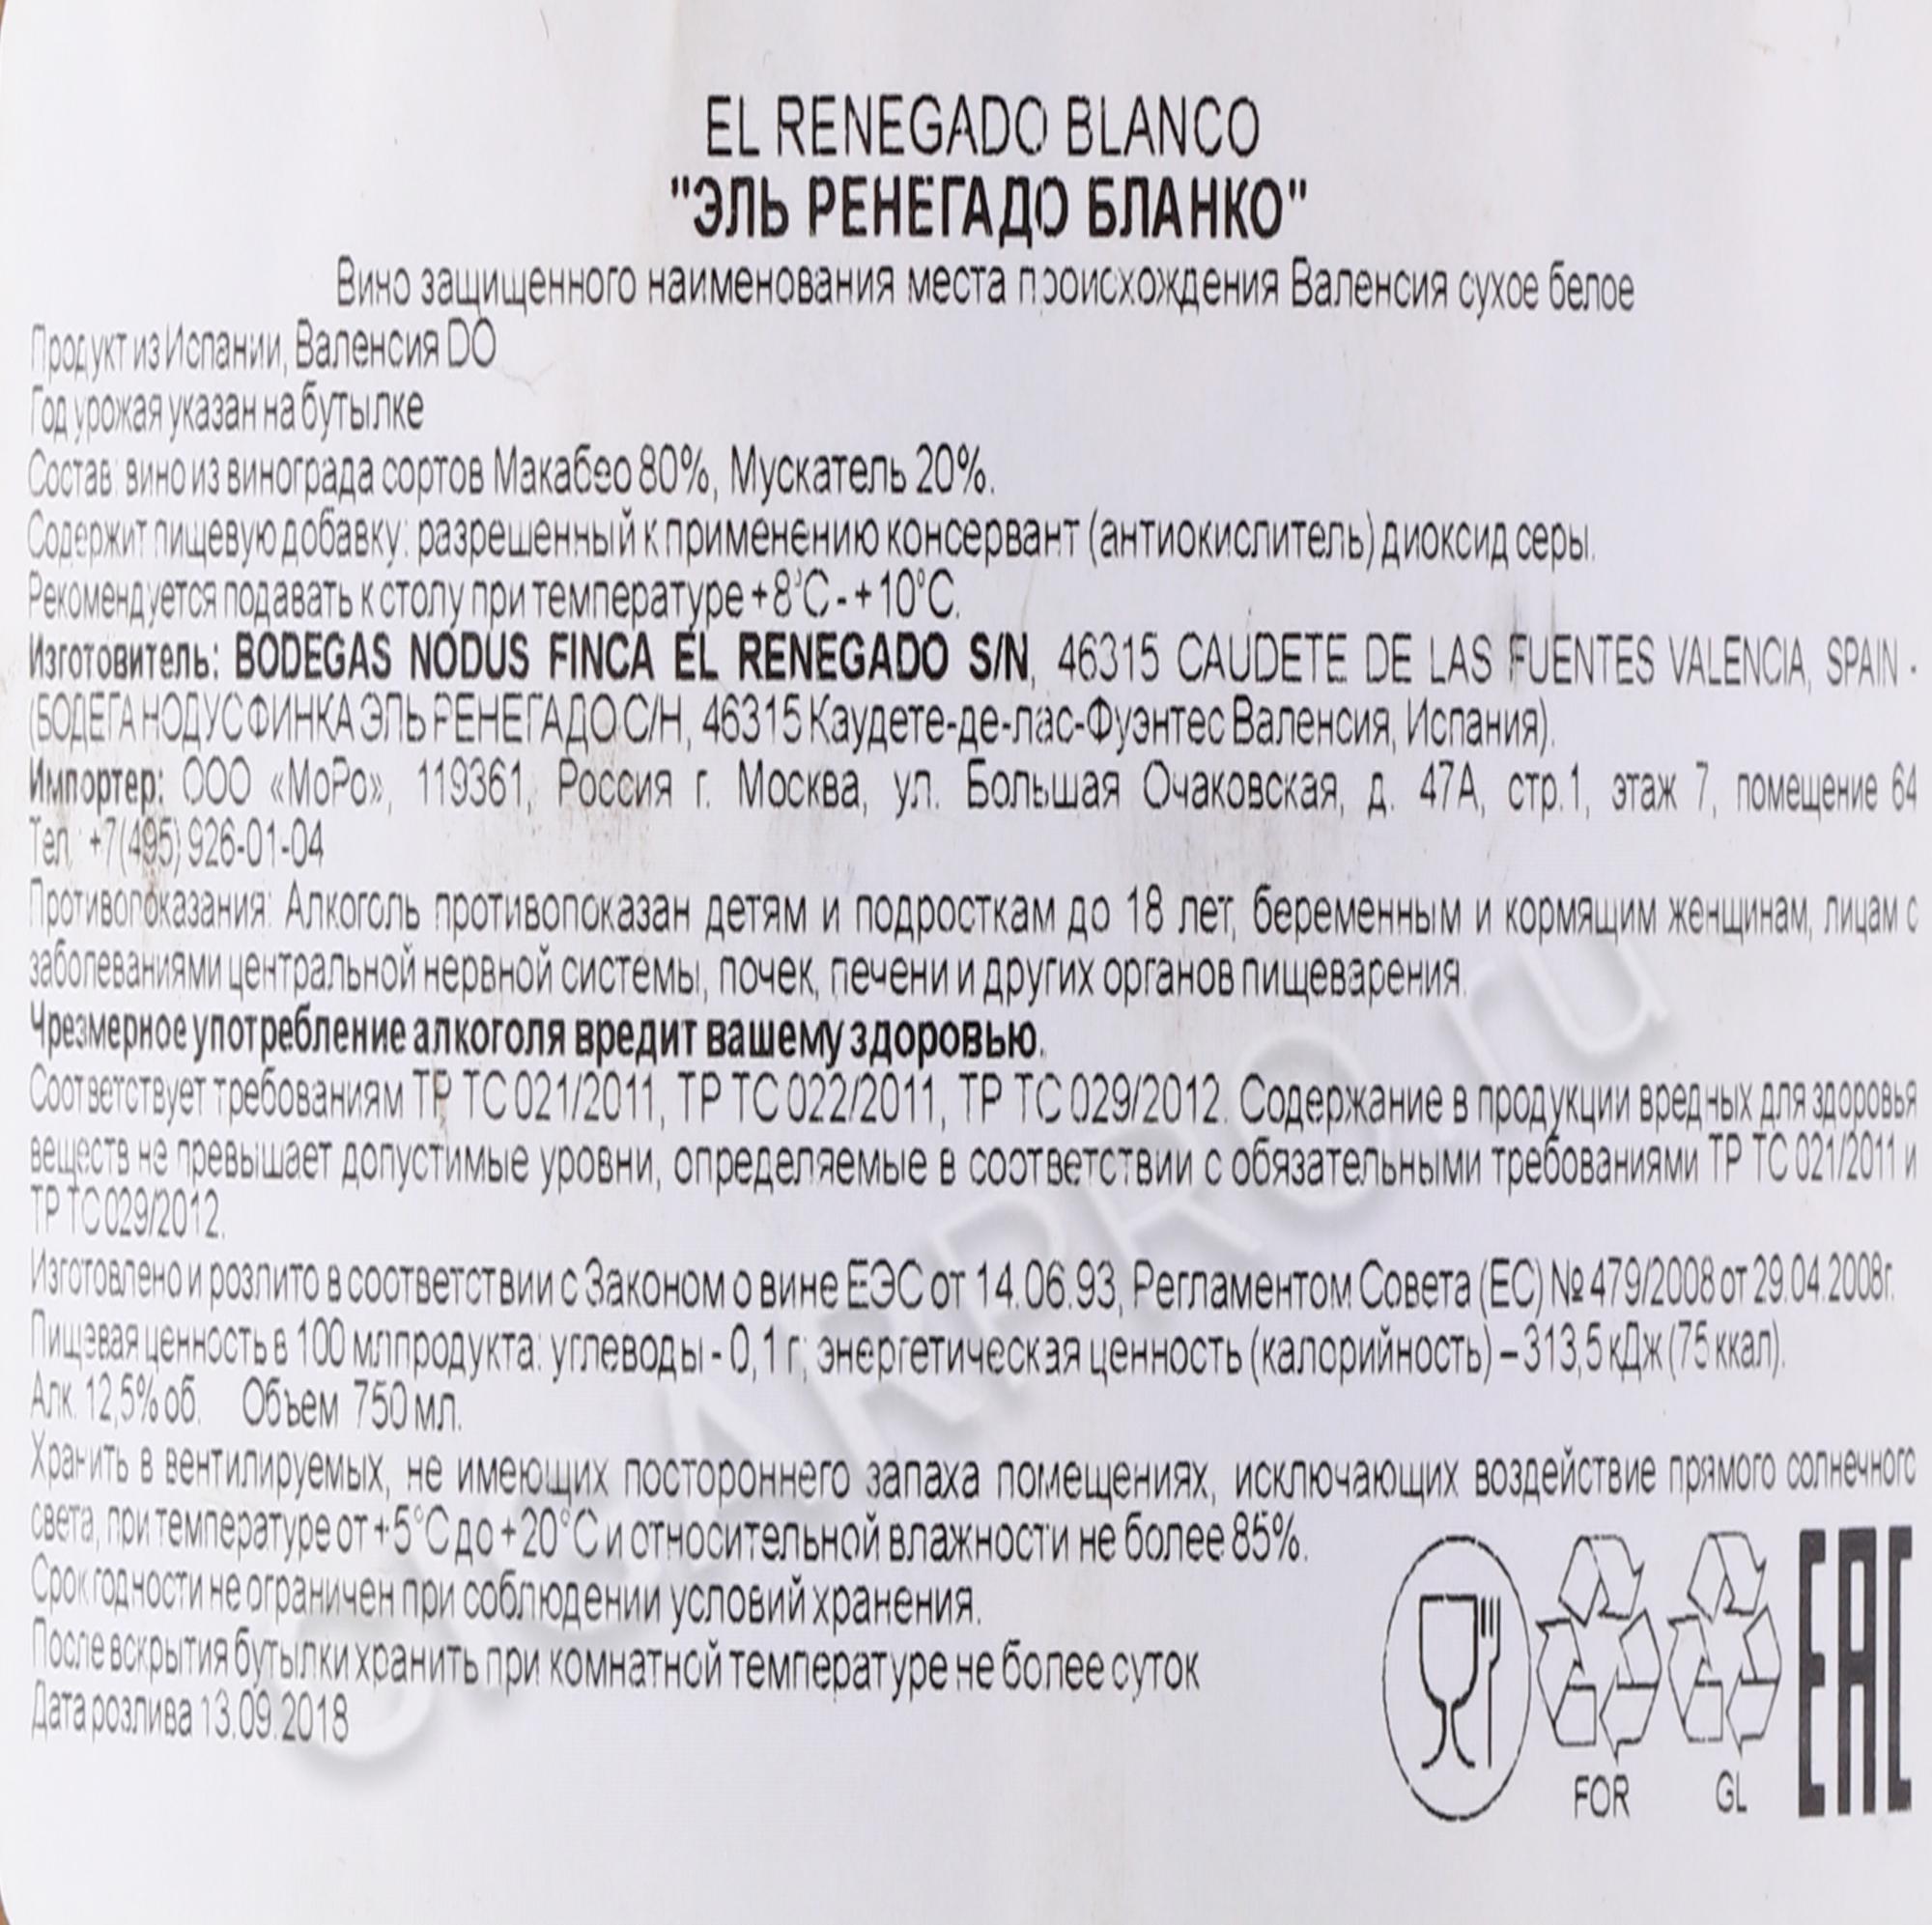 EL RENEGADO BLANCO
"ЭЛЬ РЕНЕГАДО БЛАНКО"
Вино защищенного наименования места происхождения Валенсия сухое белое
Продукт из Испании, Валенсия DO
Год урожая указан на бутылке
Состав: вино из винограда сортов Макабео 80%, Мускатель 20%.
Содержит пищевую добавку: разрешенный к применению консервант (антиокислитель) диоксид серы.
Рекомендуется подавать к столу при температуре +8°С - +10°С.
Изготовитель: BODEGAS NODUS FINCA EL RENEGADO S/N, 46315 CAUDETE DE LAS FUENTES VALENCIA, SPAIN -
(БОДЕГА НОДУС ФИНКА ЭЛЬ РЕНЕГАДО С/Н, 46315 Каудете-де-лас-Фуэнтес Валенсия, Испания).
Импортер: ООО «МоРо», 119361, Россия г. Москва, ул. Большая Очаковская, д. 47А, стр.1, этаж 7, помещение 64
Тел.: +7(495) 926-01-04
Противопоказания: Алкоголь противопоказан детям и подросткам до 18 лет, беременным и кормящим женщинам, лицам с
заболеваниями центральной нервной системы, почек, печени и других органов пищеварения.
Чрезмерное употребление алкоголя вредит вашему здоровью.
Соответствует требованиям ТР ТС 021/2011, ТР ТС 022/2011, ТР ТС 029/2012. Содержание в продукции вредных для здоровья
веществ не превышает допустимые уровни, определяемые в соответствии с обязательными требованиями ТР ТС 021/2011 и
ТР ТС 029/2012.
Изготовлено и розлито в соответствии с Законом о вине ЕЭС от 14.06.93, Регламентом Совета (ЕС) № 479/2008 от 29.04.2008г.
Пищевая ценность в 100 млпродукта: углеводы - 0,1 г; энергетическая ценность (калорийность) – 313,5 кДж (75 ккал).
Алк. 12,5% об. Объем 750 мл.
Хранить в вентилируемых, не имеющих постороннего запаха помещениях, исключающих воздействие прямого солнечного
света, при температуре от +5°С до +20°С и относительной влажности не более 85%.
Срок годности не ограничен при соблюдении условий хранения.
После вскрытия бутылки хранить при комнатной температуре не более суток
Дата розлива 13.09.2018
FOR
GL
EAC
CIGARPRO.ru